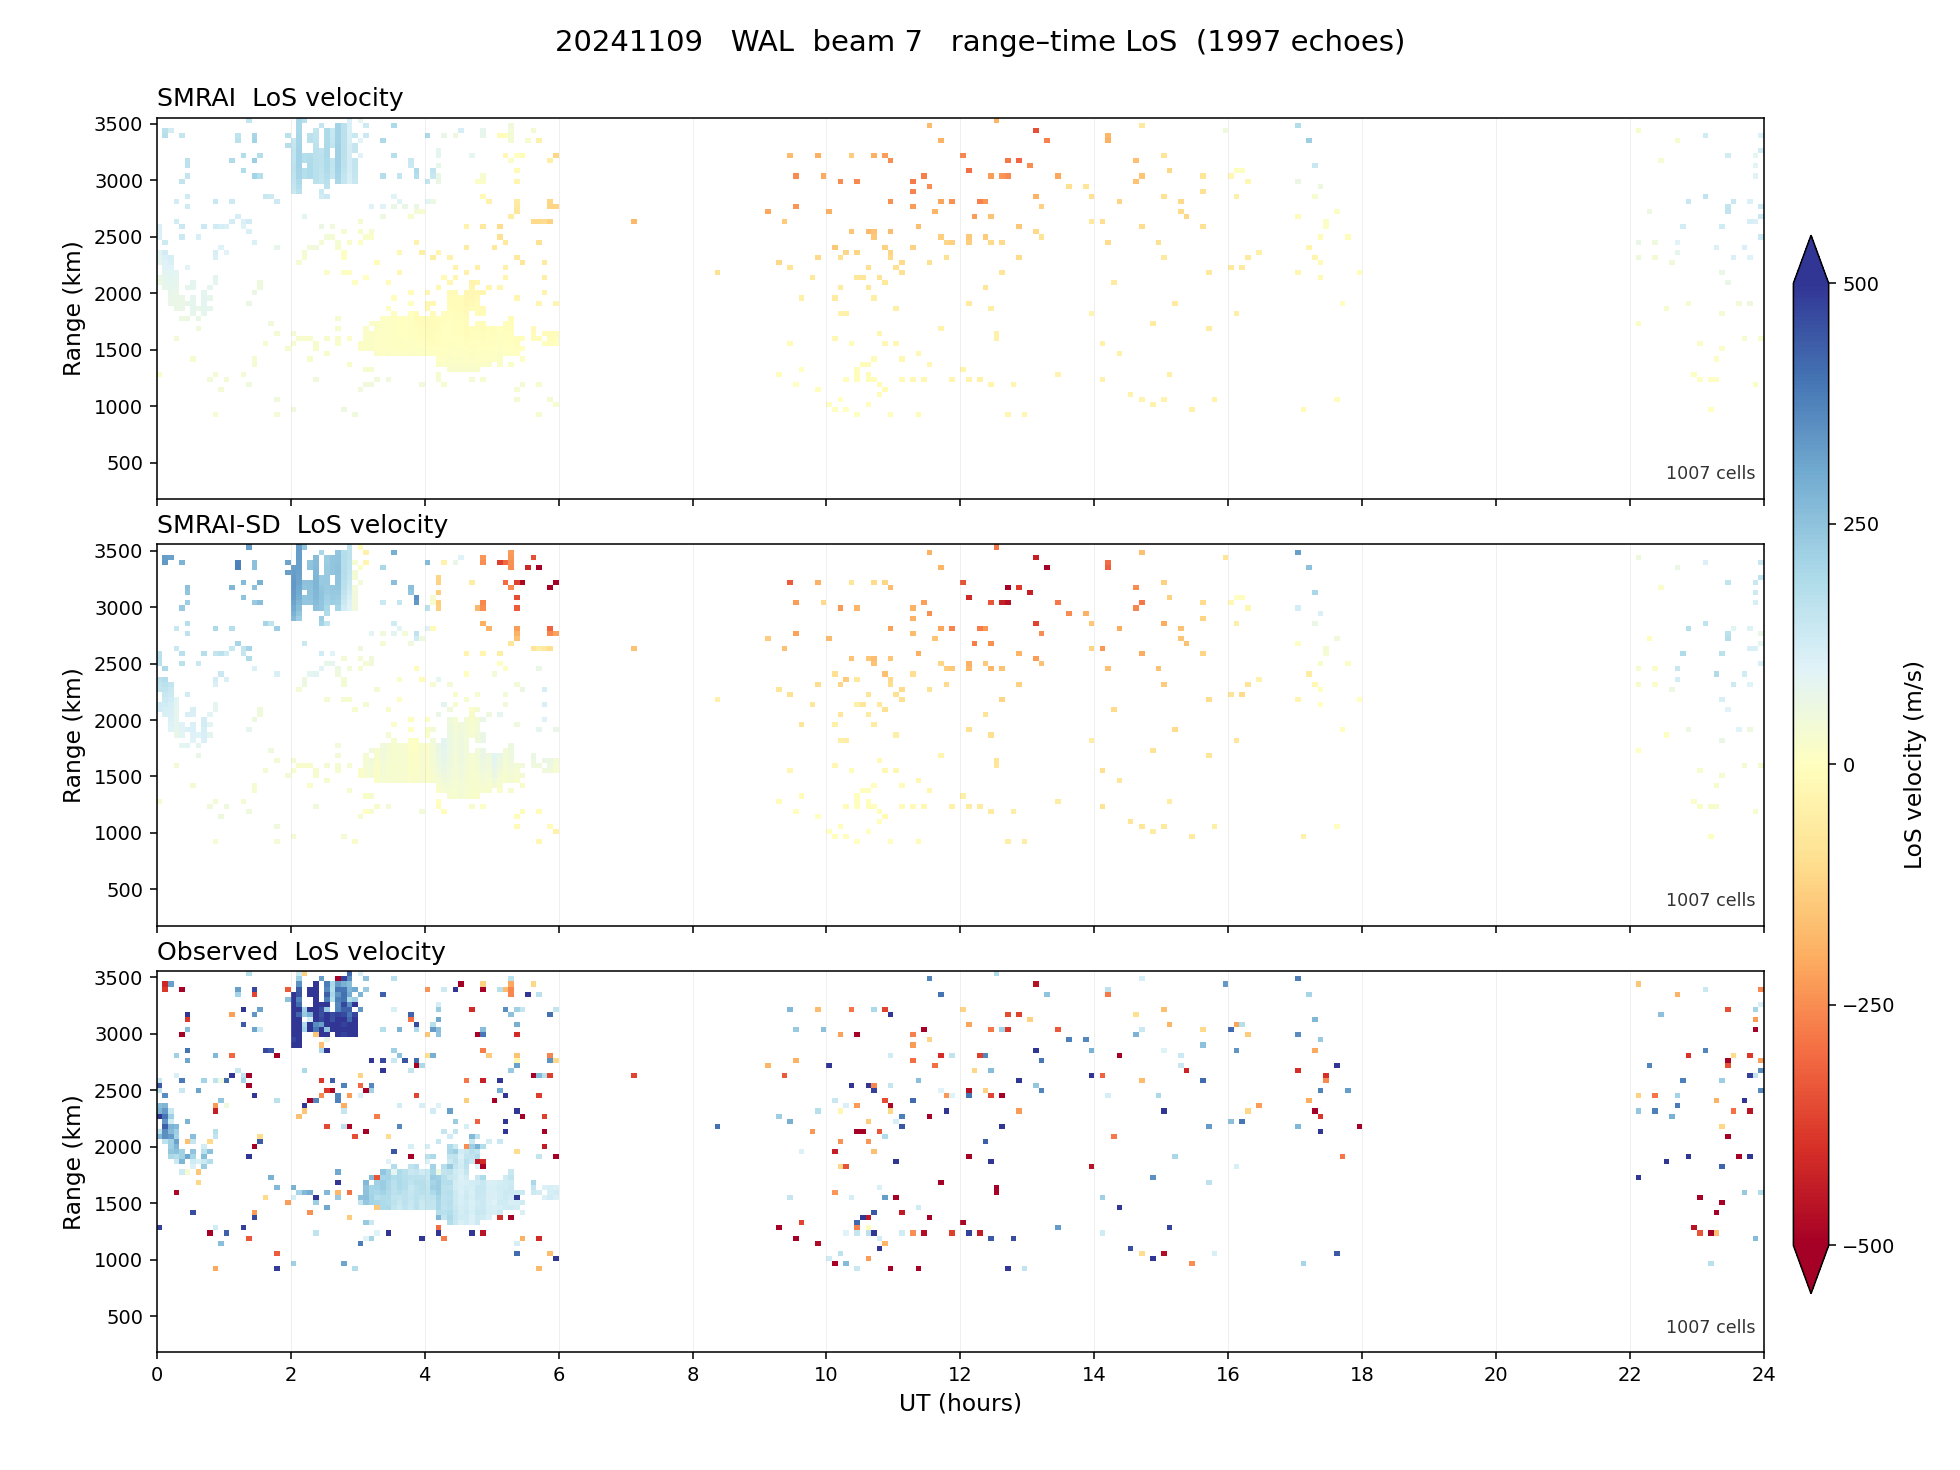 20241109   WAL  beam 7   range–time LoS  (1997 echoes)
SMRAI  LoS velocity
3500
3000
2500
2000
1500
1000
500
Range (km)
1007 cells
SMRAI-SD  LoS velocity
3500
3000
2500
2000
1500
1000
500
Range (km)
1007 cells
Observed  LoS velocity
3500
3000
2500
2000
1500
1000
500
Range (km)
1007 cells
0 2 4 6 8 10 12 14 16 18 20 22 24
UT (hours)
500
250
0
−250
−500
LoS velocity (m/s)